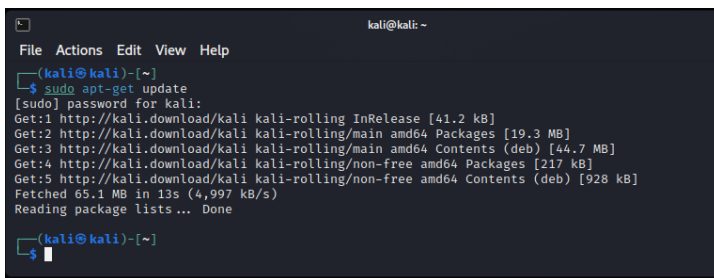 kali@kali: ~
File Actions Edit View Help
┌──(kali㉿kali)-[~]
└─$ sudo apt-get update
[sudo] password for kali:
Get:1 http://kali.download/kali kali-rolling InRelease [41.2 kB]
Get:2 http://kali.download/kali kali-rolling/main amd64 Packages [19.3 MB]
Get:3 http://kali.download/kali kali-rolling/main amd64 Contents (deb) [44.7 MB]
Get:4 http://kali.download/kali kali-rolling/non-free amd64 Packages [217 kB]
Get:5 http://kali.download/kali kali-rolling/non-free amd64 Contents (deb) [928 kB]
Fetched 65.1 MB in 13s (4,997 kB/s)
Reading package lists... Done
┌──(kali㉿kali)-[~]
└─$